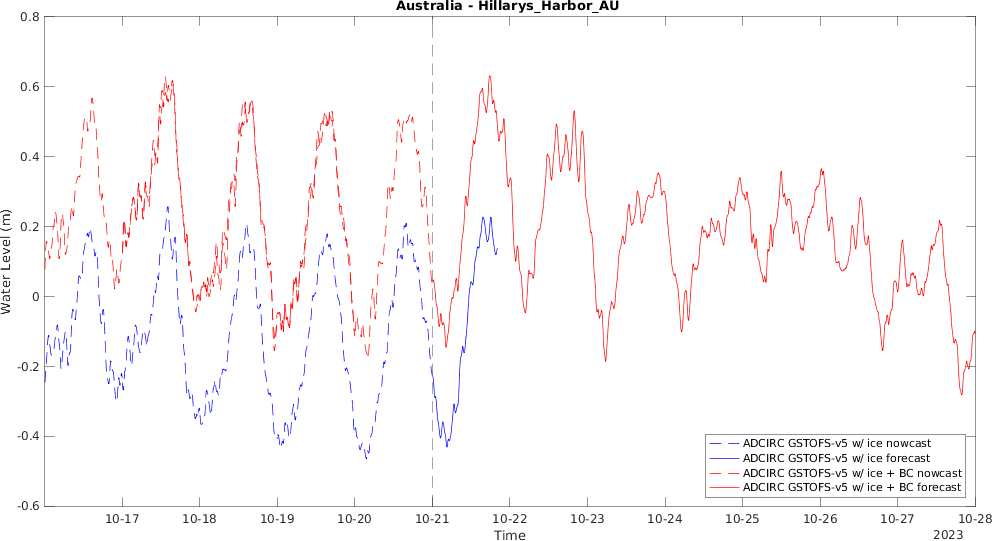 Australia - Hillarys_Harbor_AU
Water Level (m)
0.8
0.6
0.4
0.2
0
-0.2
-0.4
-0.6
ADCIRC GSTOFS-v5 w/ ice nowcast
ADCIRC GSTOFS-v5 w/ ice forecast
ADCIRC GSTOFS-v5 w/ ice + BC nowcast
ADCIRC GSTOFS-v5 w/ ice + BC forecast
10-17 10-18 10-19 10-20 10-21 10-22 10-23 10-24 10-25 10-26 10-27 10-28
Time
2023